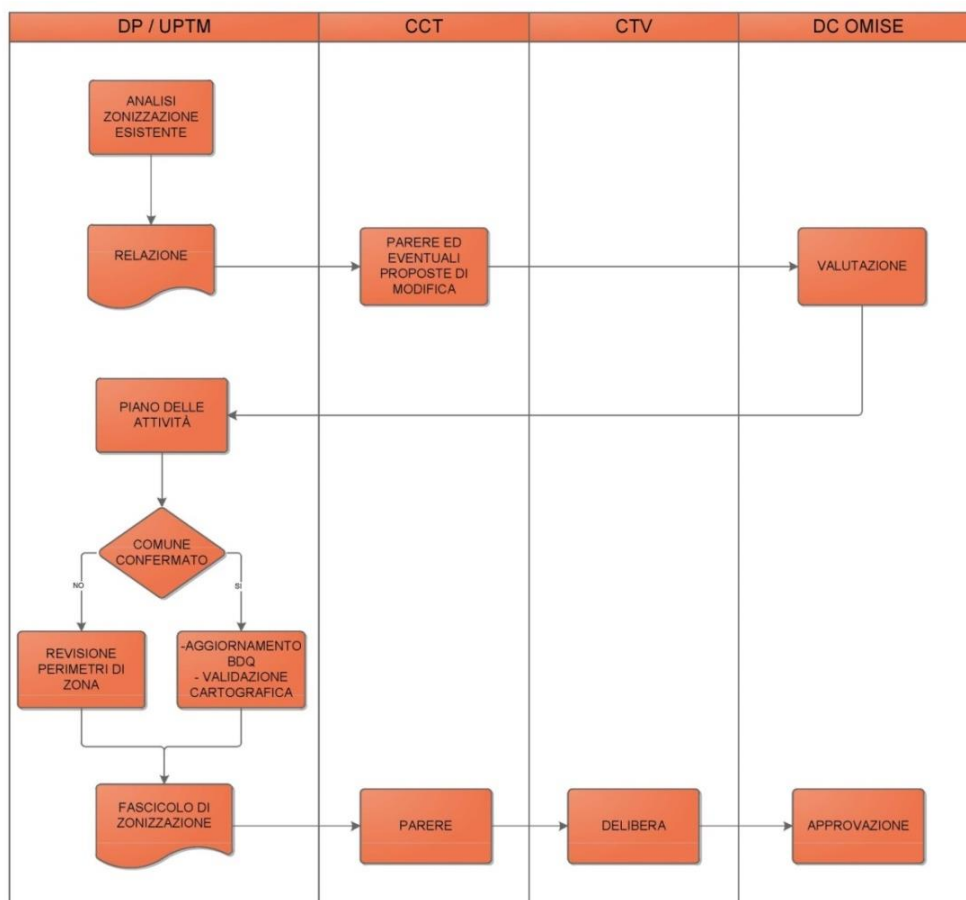 DP / UPTM
CCT
CTV
DC OMISE
ANALISI
ZONIZZAZIONE
ESISTENTE
RELAZIONE
PARERE ED
EVENTUALI
PROPOSTE DI
MODIFICA
VALUTAZIONE
PIANO DELLE
ATTIVITÀ
COMUNE
CONFERMATO
NO
SI
REVISIONE
PERIMETRI DI
ZONA
-AGGIORNAMENTO
BDQ
- VALIDAZIONE
CARTOGRAFICA
FASCICOLO DI
ZONIZZAZIONE
PARERE
DELIBERA
APPROVAZIONE